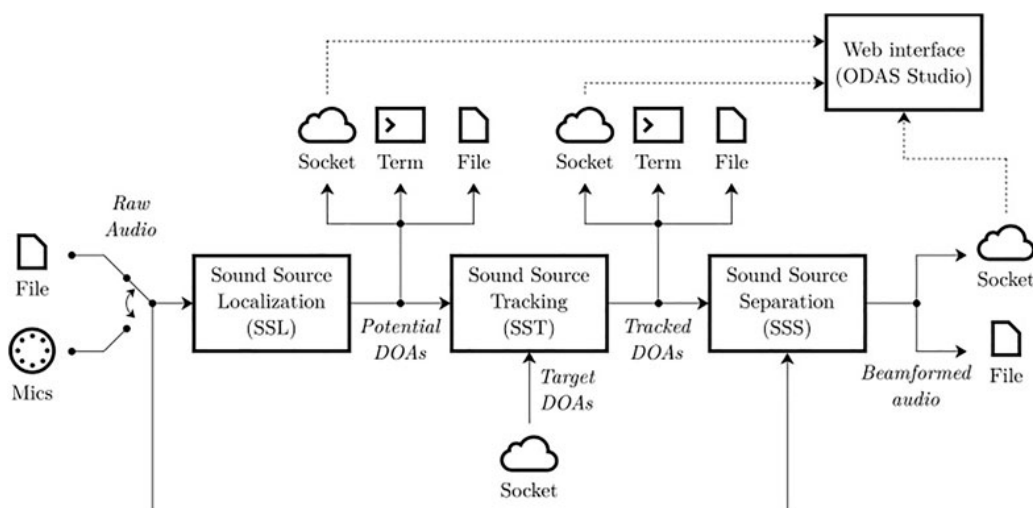 Web interface
(ODAS Studio)
Socket
Term
File
Socket
Term
File
Raw
Audio
File
Mics
Sound Source
Localization
(SSL)
Potential
DOAs
Sound Source
Tracking
(SST)
Target
DOAs
Socket
Tracked
DOAs
Sound Source
Separation
(SSS)
Beamformed
audio
Socket
File